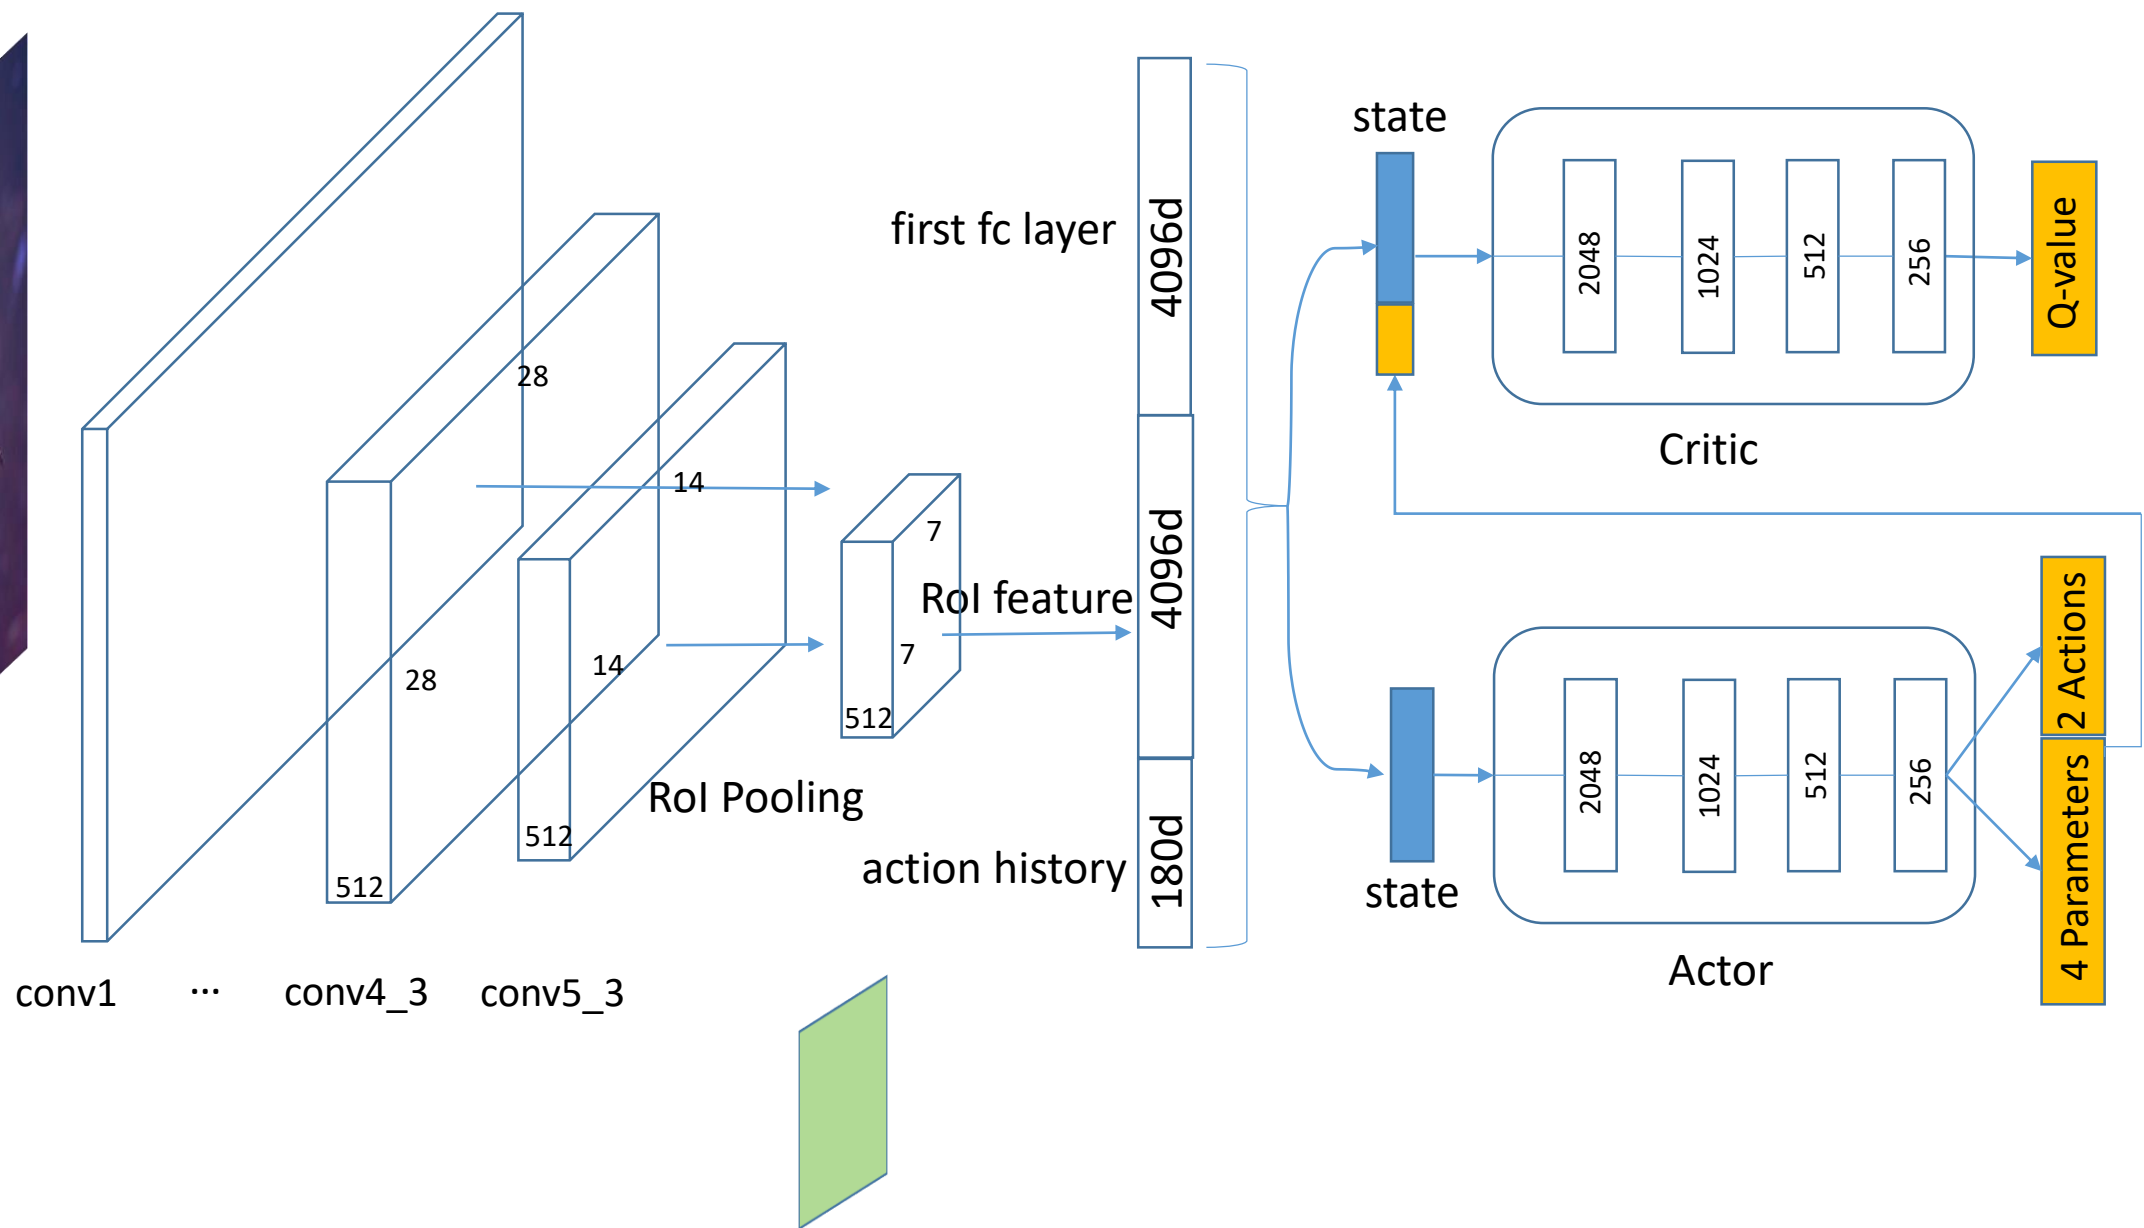 conv1
...
conv4_3
conv5_3
28
28
512
14
14
512
RoI Pooling
7
7
512
RoI feature
first fc layer
4096d
4096d
action history
180d
state
2048
1024
512
256
Q-value
Critic
state
2048
1024
512
256
2 Actions
4 Parameters
Actor